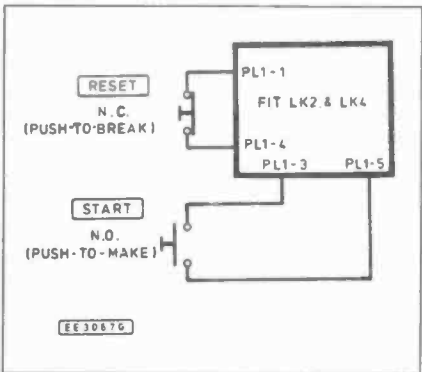 RESET
N.C.
(PUSH-TO-BREAK)
PL1-1
FIT LK2 & LK4
PL1-4
PL1-3 PL1-5
START
N.O.
(PUSH-TO-MAKE)
EE3087G